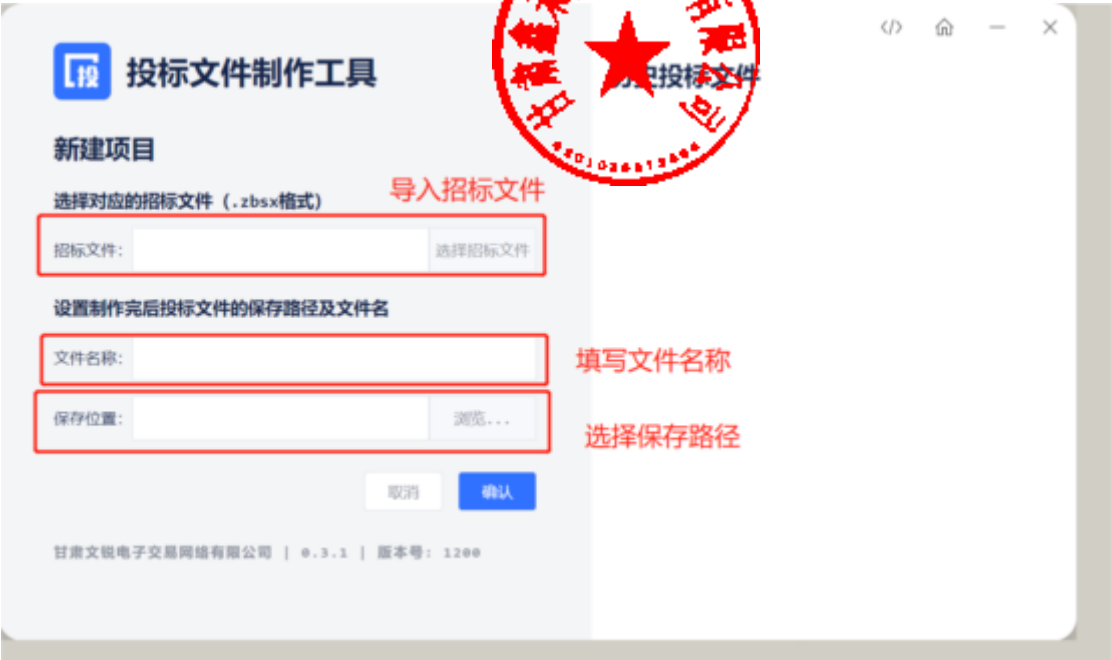 投标文件制作工具
历史投标文件
新建项目
选择对应的招标文件（.zbsx格式）
导入招标文件
招标文件：
选择招标文件
设置制作完后投标文件的保存路径及文件名
文件名称：
填写文件名称
保存位置：
浏览...
选择保存路径
取消
确认
甘肃文锐电子交易网络有限公司 | 0.3.1 | 版本号：1200